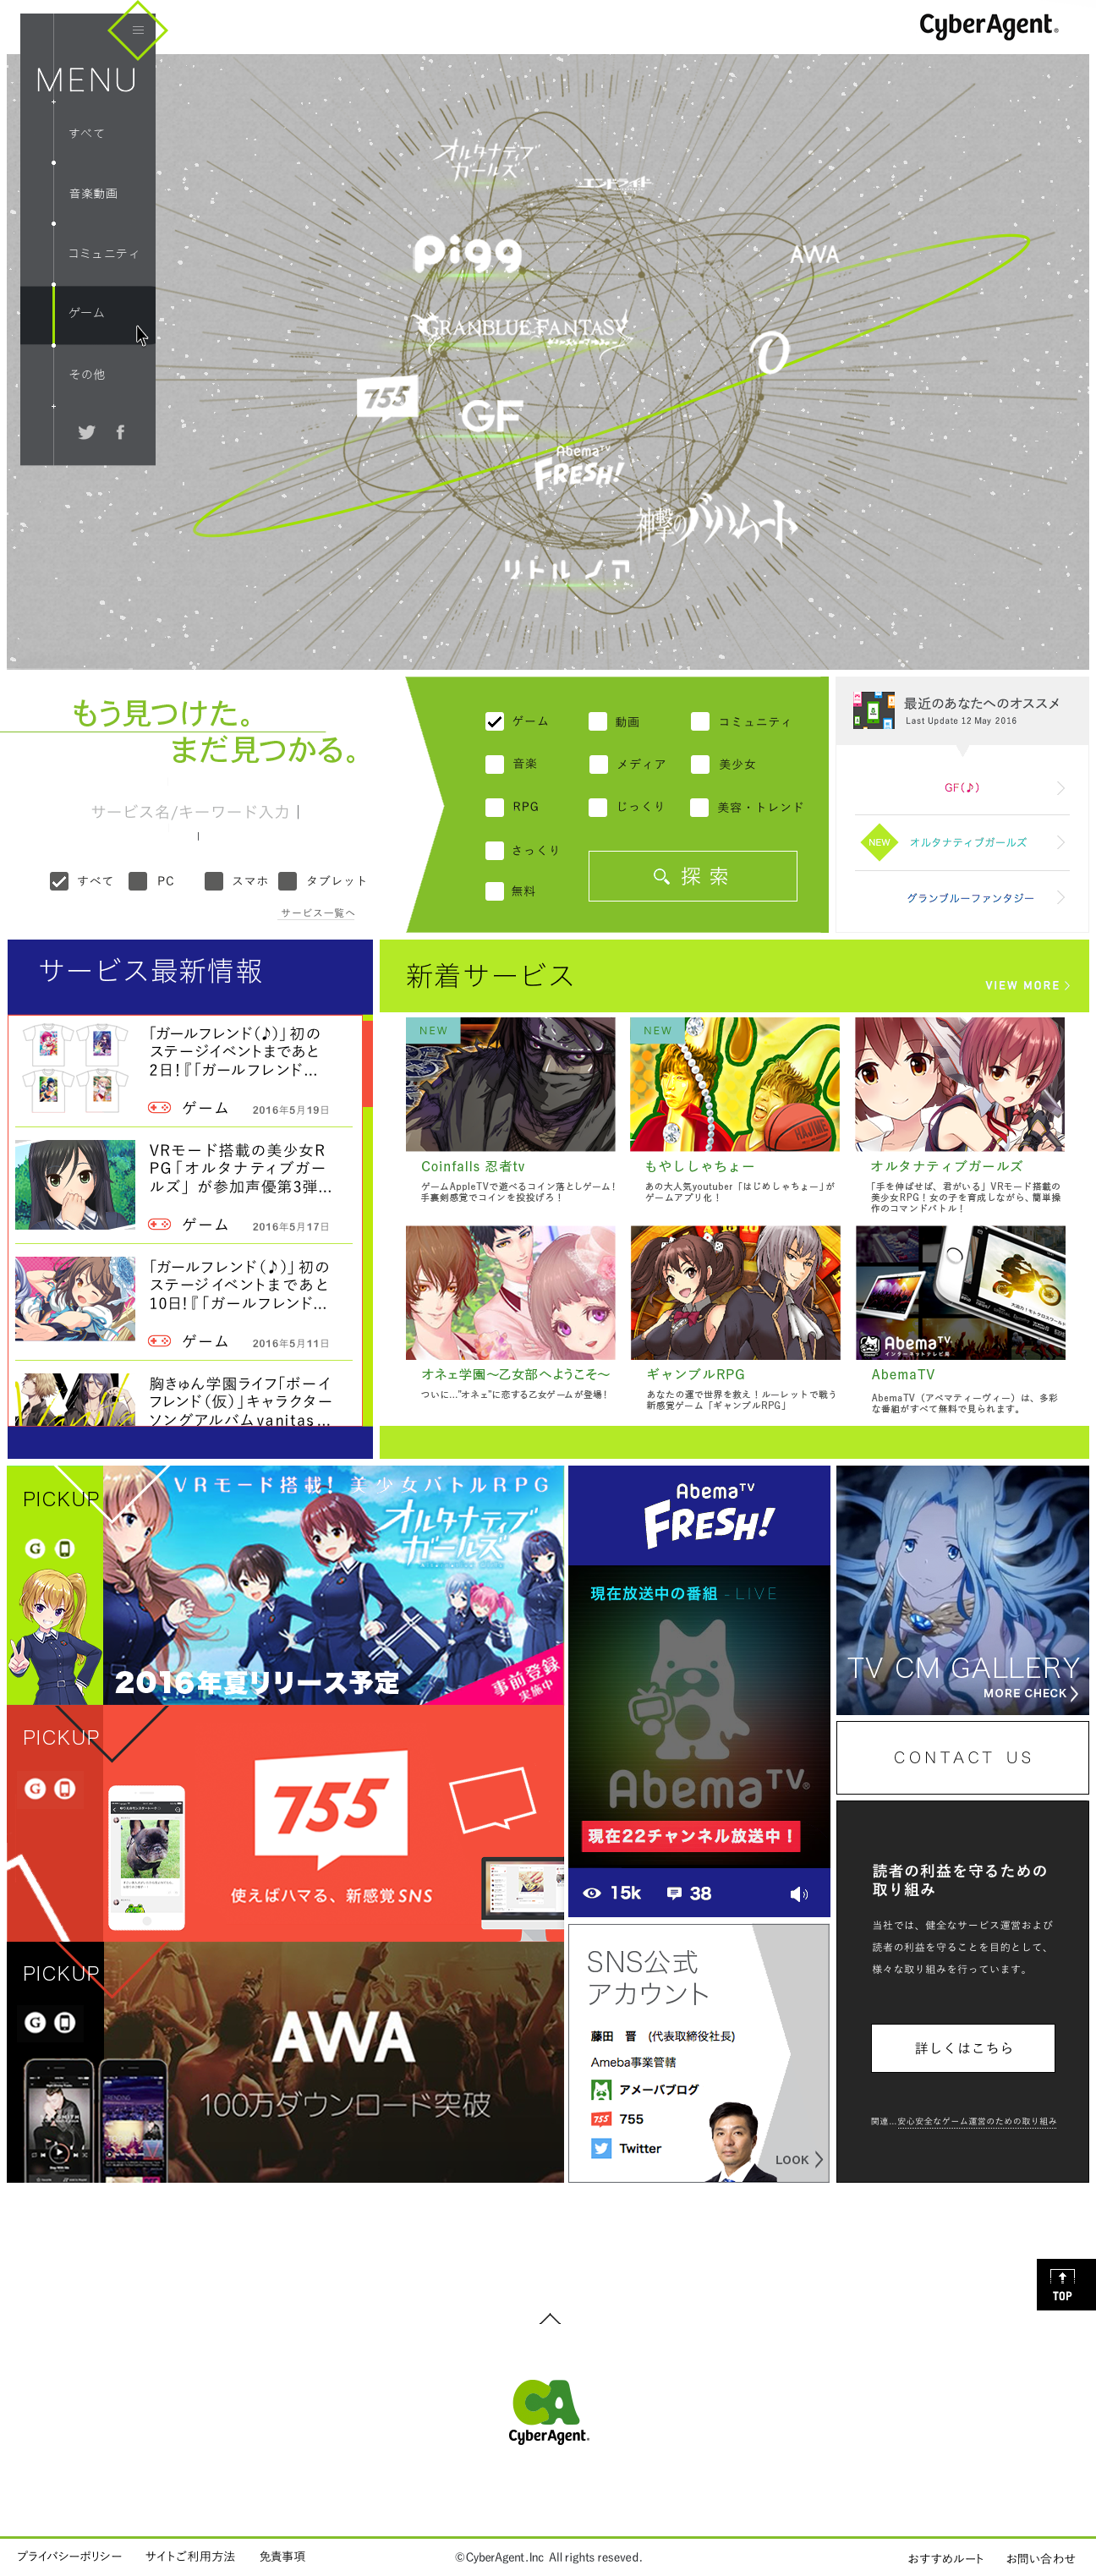 CyberAgent®
MENU
すべて
音楽動画
コミュニティ
ゲーム
その他
オルタナティブ
ガールズ
エンドライド
Pigg
AWA
GRANBLUE FANTASY
755
GF
AbemaTV
FRESH!
神撃のバハムート
リトル ノア
もう見つけた。
まだ見つかる。
サービス名/キーワード入力
すべて
PC
スマホ
タブレット
サービス一覧へ
ゲーム
動画
コミュニティ
音楽
メディア
美少女
RPG
じっくり
美容・トレンド
さっくり
無料
探 索
最近のあなたへのオススメ
Last Update 12 May 2016
GF(♪)
NEW
オルタナティブガールズ
グランブルーファンタジー
サービス最新情報
「ガールフレンド(♪)」初の
ステージイベントまであと
2日！『「ガールフレンド...
ゲーム 2016年5月19日
VRモード搭載の美少女R
PG「オルタナティブガー
ルズ」が参加声優第3弾...
ゲーム 2016年5月17日
「ガールフレンド(♪)」初の
ステージイベントまであと
10日！『「ガールフレンド...
ゲーム 2016年5月11日
胸きゅん学園ライフ「ボーイ
フレンド（仮）」キャラクター
ソングアルバムvanitas...
新着サービス
VIEW MORE
NEW
Coinfalls 忍者tv
ゲームAppleTVで遊べるコイン落としゲーム！
手裏剣感覚でコインを投投げろ！
NEW
HAJIME
もやししゃちょー
あの大人気youtuber「はじめしゃちょー」が
ゲームアプリ化！
オルタナティブガールズ
「手を伸ばせば、君がいる」VRモード搭載の
美少女RPG！女の子を育成しながら、簡単操
作のコマンドバトル！
オネェ学園〜乙女部へようこそ〜
ついに..."オネェ"に恋する乙女ゲームが登場！
ギャンブルRPG
あなたの運で世界を救え！ルーレットで戦う
新感覚ゲーム「ギャンブルRPG」
AbemaTV
インターネットテレビ局
AbemaTV
AbemaTV（アベマティーヴィー）は、多彩
な番組がすべて無料で見られます。
PICKUP
VRモード搭載！美少女バトルRPG
オルタナティブ
ガールズ
2016年夏リリース予定
事前登録
実施中
PICKUP
755
使えばハマる、新感覚SNS
PICKUP
AWA
100万ダウンロード突破
AbemaTV
FRESH!
現在放送中の番組 - LIVE
AbemaTV®
現在22チャンネル放送中！
15k
38
SNS公式
アカウント
藤田 晋 (代表取締役社長)
Ameba事業管轄
アメーバブログ
755
Twitter
LOOK
TV CM GALLERY
MORE CHECK
CONTACT US
読者の利益を守るための
取り組み
当社では、健全なサービス運営および
読者の利益を守ることを目的として、
様々な取り組みを行っています。
詳しくはこちら
関連...安心安全なゲーム運営のための取り組み
TOP
CA
CyberAgent®
プライバシーポリシー
サイトご利用方法
免責事項
©CyberAgent.Inc All rights reseved.
おすすめルート
お問い合わせ